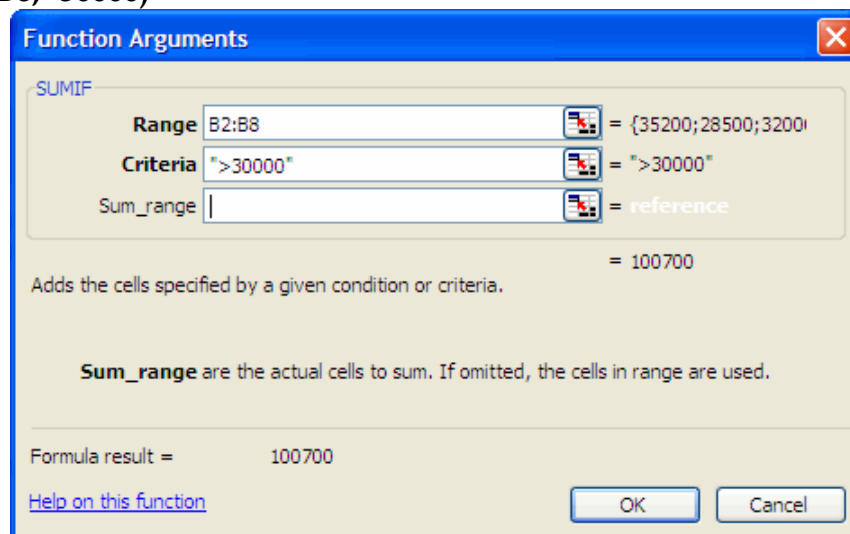 Function Arguments
SUMIF
Range B2:B8 = {35200;28500;3200
Criteria ">30000" = ">30000"
Sum_range = reference
= 100700
Adds the cells specified by a given condition or criteria.
Sum_range are the actual cells to sum. If omitted, the cells in range are used.
Formula result = 100700
Help on this function
OK Cancel